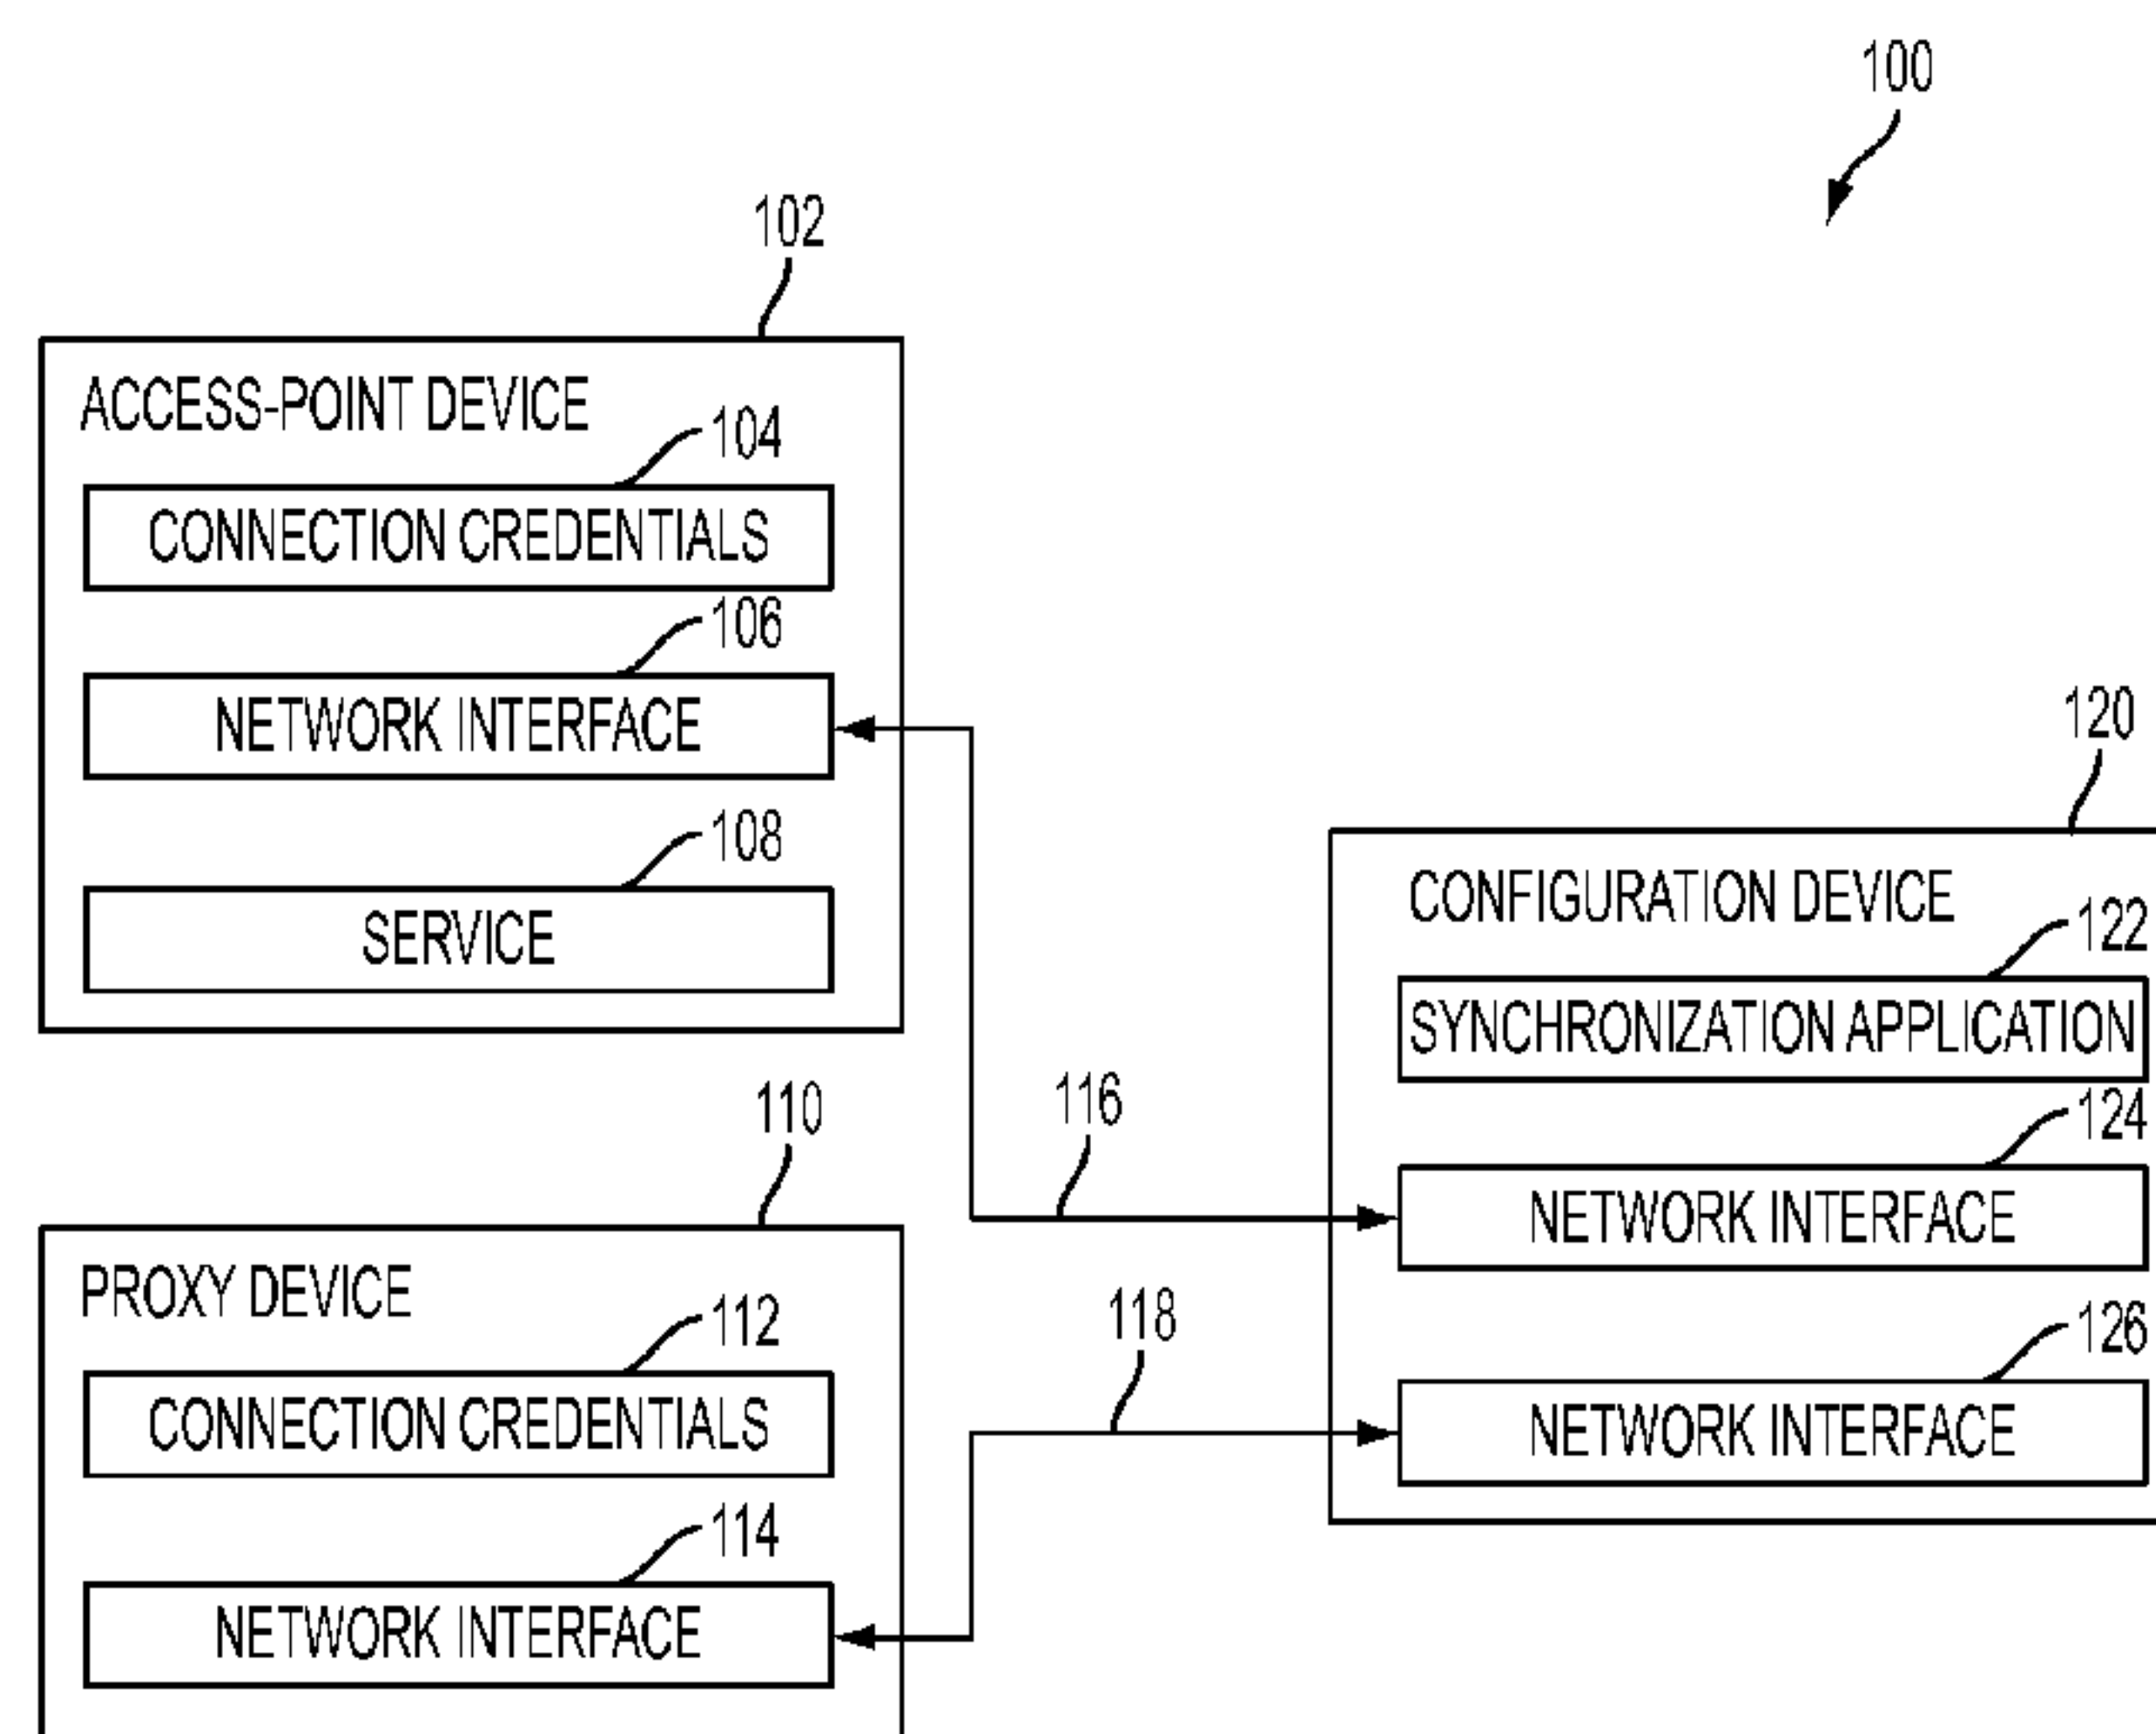 100
102
ACCESS-POINT DEVICE
104
CONNECTION CREDENTIALS
106
NETWORK INTERFACE
108
SERVICE
110
PROXY DEVICE
112
CONNECTION CREDENTIALS
114
NETWORK INTERFACE
116
118
120
CONFIGURATION DEVICE
122
SYNCHRONIZATION APPLICATION
124
NETWORK INTERFACE
126
NETWORK INTERFACE